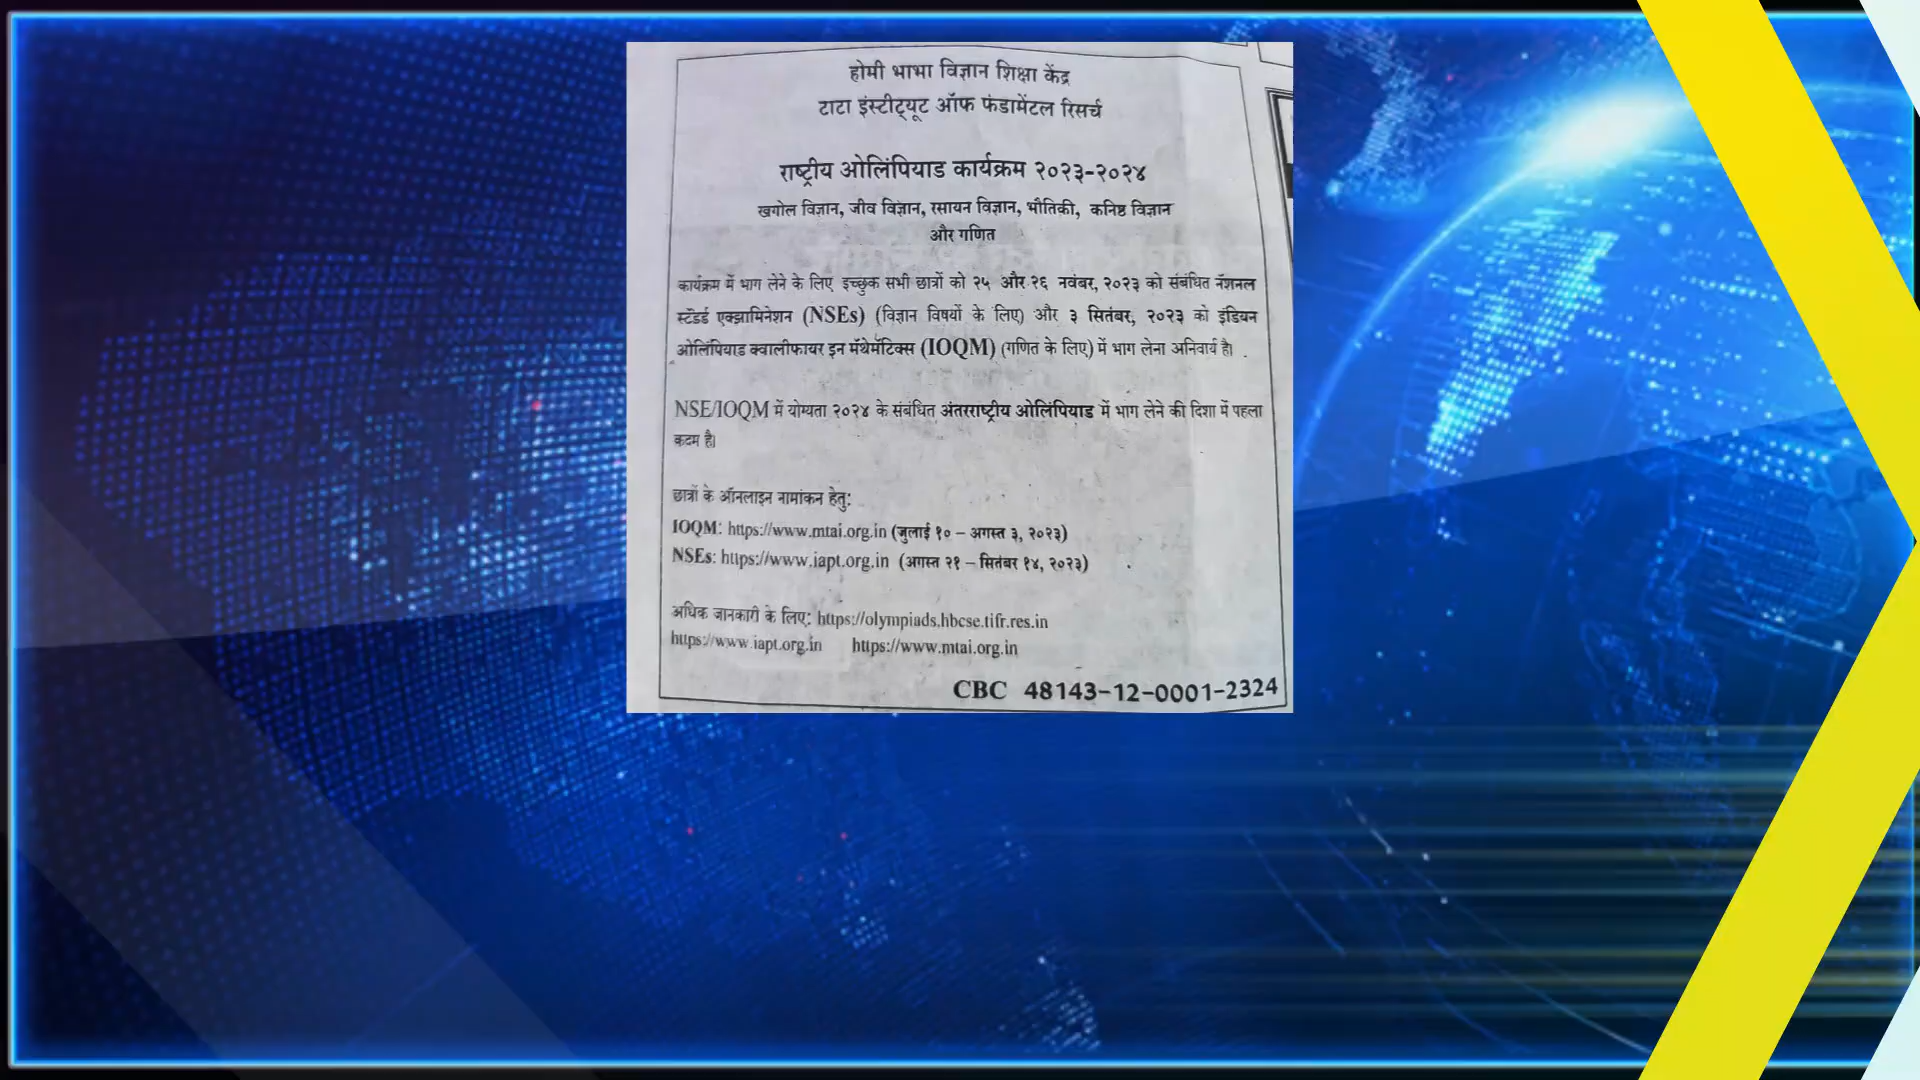 होमी भाभा विज्ञान शिक्षा केंद्र
टाटा इंस्टीट्यूट ऑफ फंडामेंटल रिसर्च
राष्ट्रीय ओलिंपियाड कार्यक्रम २०२३-२०२४
खगोल विज्ञान, जीव विज्ञान, रसायन विज्ञान, भौतिकी, कनिष्ठ विज्ञान
और गणित
कार्यक्रम में भाग लेने के लिए इच्छुक सभी छात्रों को २५ और २६ नवंबर, २०२३ को संबंधित नॅशनल
स्टॅंडर्ड एक्झामिनेशन (NSEs) (विज्ञान विषयों के लिए) और ३ सितंबर, २०२३ को इंडियन
ओलिंपियाड क्वालीफायर इन मॅथेमॅटिक्स (IOQM) (गणित के लिए) में भाग लेना अनिवार्य है।
NSE/IOQM में योग्यता २०२४ के संबंधित अंतरराष्ट्रीय ओलिंपियाड में भाग लेने की दिशा में पहला
कदम है।
छात्रों के ऑनलाइन नामांकन हेतु:
IOQM: https://www.mtai.org.in (जुलाई १० – अगस्त ३, २०२३)
NSEs: https://www.iapt.org.in (अगस्त २१ – सितंबर १४, २०२३)
अधिक जानकारी के लिए: https://olympiads.hbcse.tifr.res.in
https://www.iapt.org.in https://www.mtai.org.in
CBC 48143-12-0001-2324